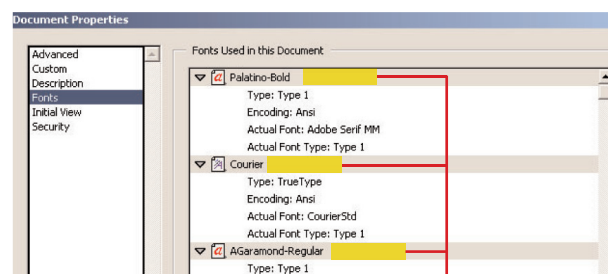 Document Properties
Advanced
Custom
Description
Fonts
Initial View
Security
Fonts Used in this Document
Palatino-Bold
Type: Type 1
Encoding: Ansi
Actual Font: Adobe Serif MM
Actual Font Type: Type 1
Courier
Type: TrueType
Encoding: Ansi
Actual Font: CourierStd
Actual Font Type: Type 1
AGaramond-Regular
Type: Type 1